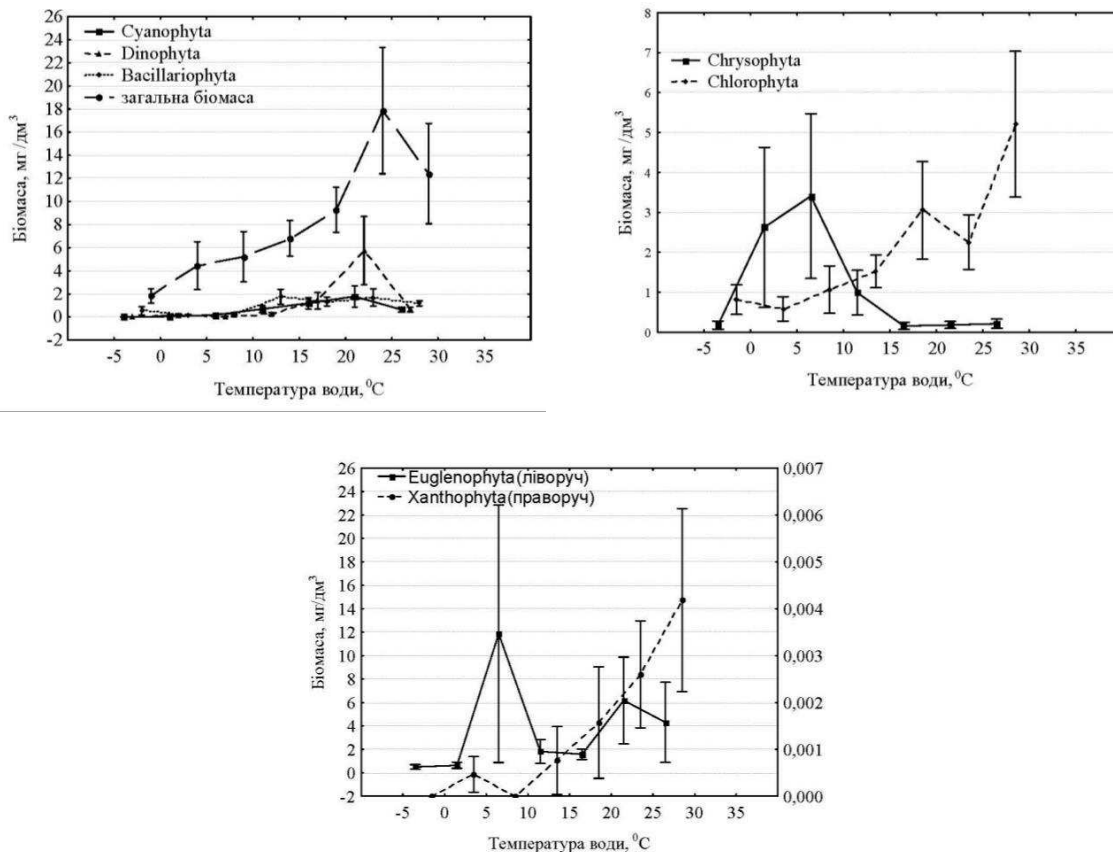 26
24
22
20
18
16
14
12
10
8
6
4
2
0
-2
Cyanophyta
Dinophyta
Bacillariophyta
загальна біомаса
Біомаса, мг /дм³
-5 0 5 10 15 20 25 30 35
Температура води, ⁰С
8
7
6
5
4
3
2
1
0
Chrysophyta
Chlorophyta
Біомаса, мг /дм³
-5 0 5 10 15 20 25 30 35
Температура води, ⁰С
26
24
22
20
18
16
14
12
10
8
6
4
2
0
-2
Euglenophyta(ліворуч)
Xanthophyta(праворуч)
Біомаса, мг/дм³
0,007
0,006
0,005
0,004
0,003
0,002
0,001
0,000
-5 0 5 10 15 20 25 30 35
Температура води, ⁰С